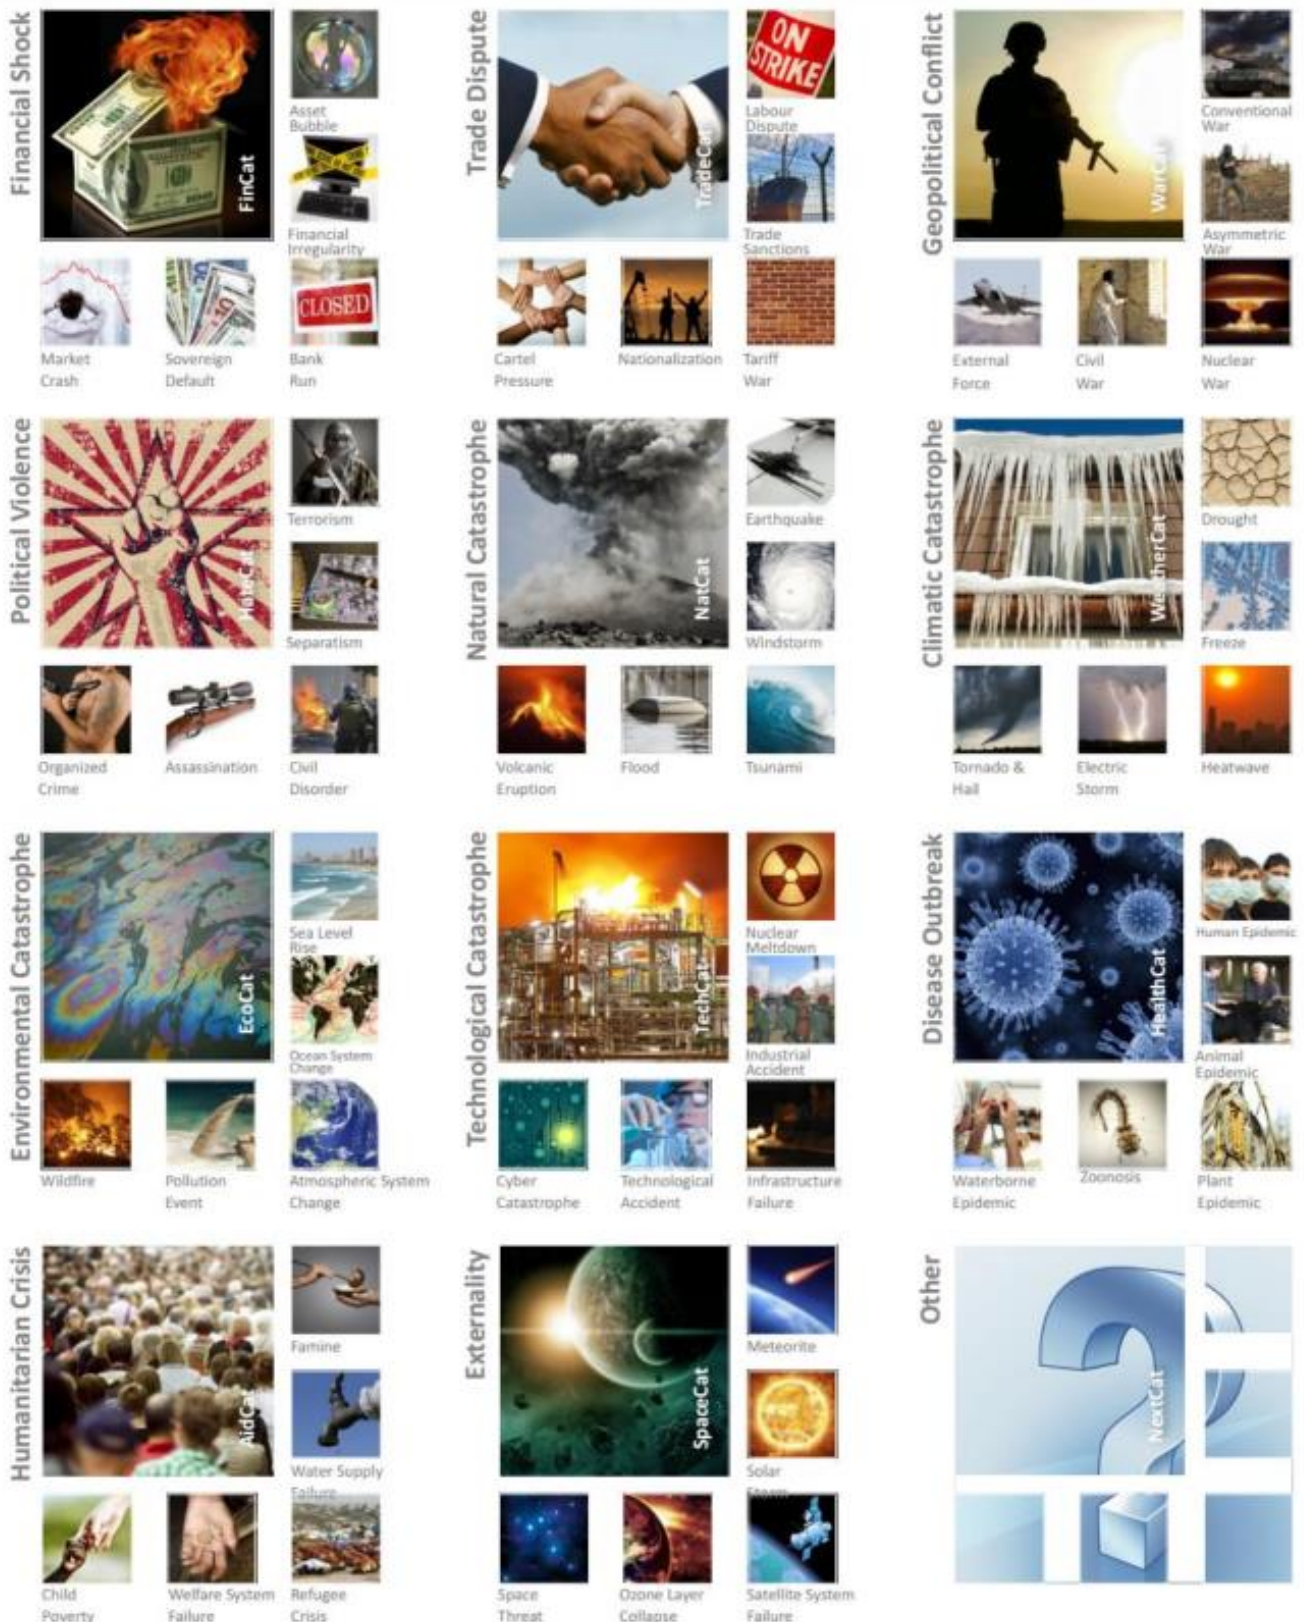 Financial Shock
FinCat
Asset
Bubble
Financial
Irregularity
Market
Crash
Sovereign
Default
CLOSED
Bank
Run
Trade Dispute
TradeCat
ON
STRIKE
Labour
Dispute
Trade
Sanctions
Cartel
Pressure
Nationalization
Tariff
War
Geopolitical Conflict
WarCat
Conventional
War
Asymmetric
War
External
Force
Civil
War
Nuclear
War
Political Violence
HateCat
Terrorism
Separatism
Organized
Crime
Assassination
Civil
Disorder
Natural Catastrophe
NatCat
Earthquake
Windstorm
Volcanic
Eruption
Flood
Tsunami
Climatic Catastrophe
WeatherCat
Drought
Freeze
Tornado &
Hail
Electric
Storm
Heatwave
Environmental Catastrophe
EcoCat
Sea Level
Rise
Ocean System
Change
Wildfire
Pollution
Event
Atmospheric System
Change
Technological Catastrophe
TechCat
Nuclear
Meltdown
Industrial
Accident
Cyber
Catastrophe
Technological
Accident
Infrastructure
Failure
Disease Outbreak
HealthCat
Human Epidemic
Animal
Epidemic
Waterborne
Epidemic
Zoonosis
Plant
Epidemic
Humanitarian Crisis
AidCat
Famine
Water Supply
Failure
Child
Poverty
Welfare System
Failure
Refugee
Crisis
Externality
SpaceCat
Meteorite
Solar
Storm
Space
Threat
Ozone Layer
Collapse
Satellite System
Failure
Other
NextCat